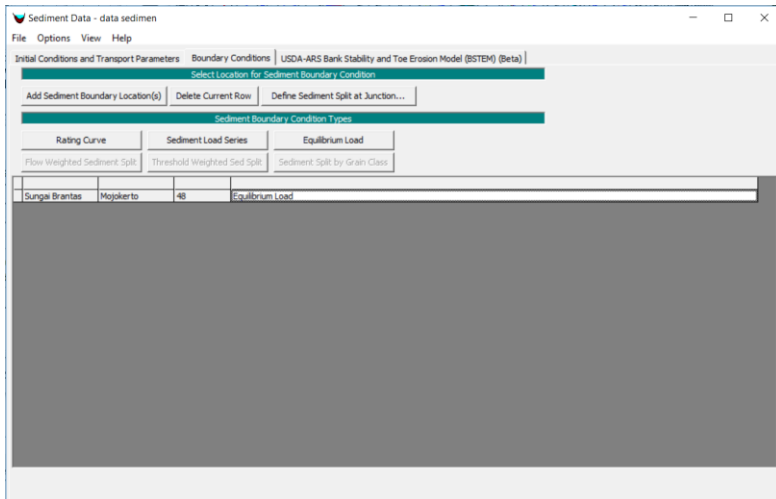 Sediment Data - data sedimen
File Options View Help
Initial Conditions and Transport Parameters Boundary Conditions USDA-ARS Bank Stability and Toe Erosion Model (BSTEM) (Beta)
Select Location for Sediment Boundary Condition
Add Sediment Boundary Location(s) Delete Current Row Define Sediment Split at Junction...
Sediment Boundary Condition Types
Rating Curve Sediment Load Series Equilibrium Load
Flow Weighted Sediment Split Threshold Weighted Sed Split Sediment Split by Grain Class
Sungai Brantas Mojokerto 48 Equilibrium Load